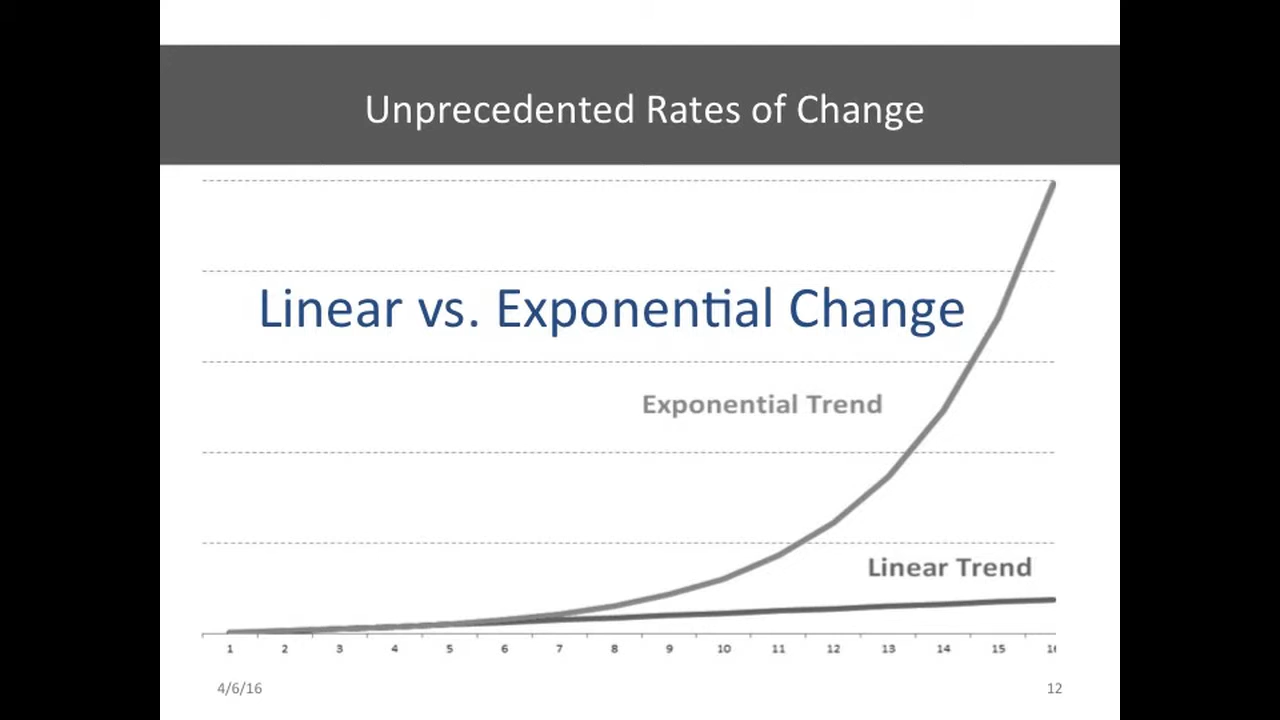 Unprecedented Rates of Change
Linear vs. Exponential Change
Exponential Trend
Linear Trend
1 2 3 4 5 6 7 8 9 10 11 12 13 14 15
4/6/16 12